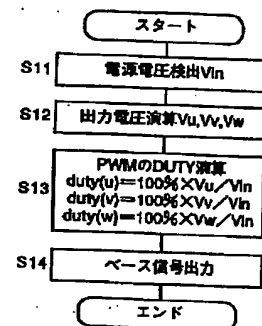 スタート
S11
電源電圧検出Vin
S12
出力電圧演算Vu,Vv,Vw
S13
PWMのDUTY演算
duty(u)=100%×Vu/Vin
duty(v)=100%×Vv/Vin
duty(w)=100%×Vw/Vin
S14
ベース信号出力
エンド